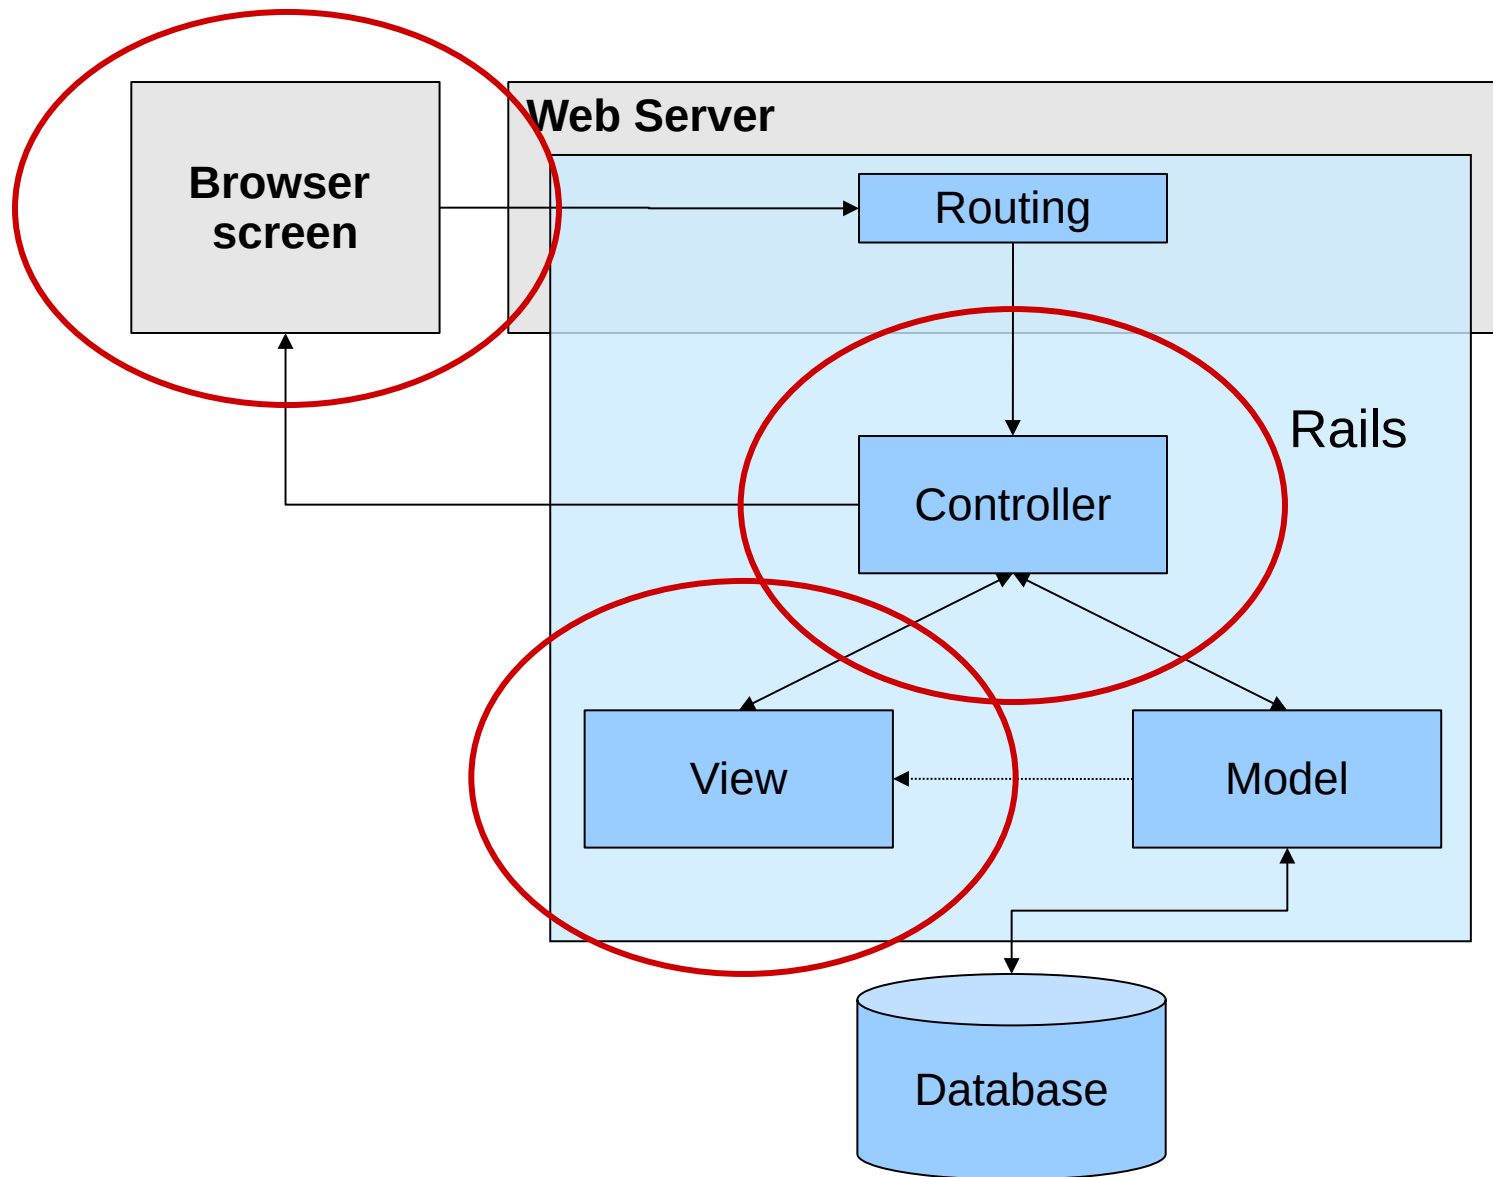 Web Server
Browser
screen
Routing
Rails
Controller
View
Model
Database